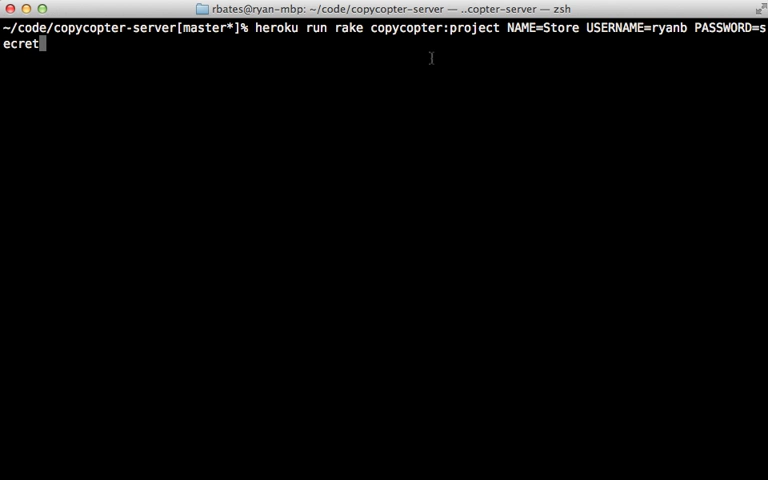 rbates@ryan-mbp: ~/code/copycopter-server — ..copter-server — zsh
~/code/copycopter-server[master*]% heroku run rake copycopter:project NAME=Store USERNAME=ryanb PASSWORD=s
ecret